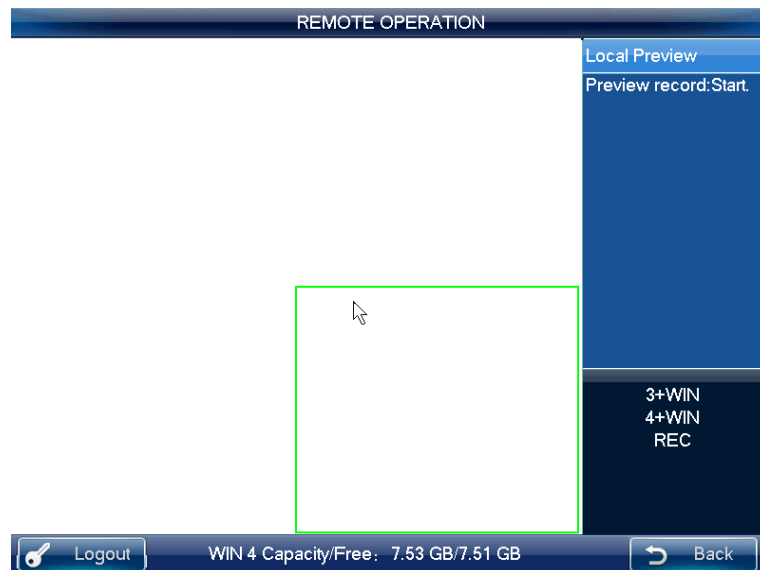 REMOTE OPERATION
Local Preview
Preview record:Start.
3+WIN
4+WIN
REC
Logout
WIN 4 Capacity/Free： 7.53 GB/7.51 GB
Back